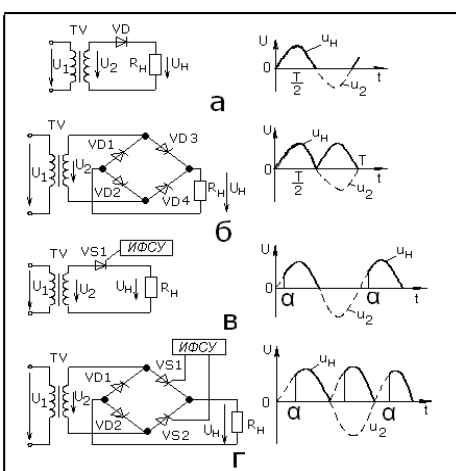 TV VD
U1 U2 Rн Uн
а
U uн
0 T/2 t
u2
TV
VD1 VD3
U1 U2
VD2 VD4 Rн Uн
б
U uн
0 T/2 T t
u2
ИФСУ
TV VS1
U1 U2 Uн Rн
в
U uн
0 α α t
u2
ИФСУ
TV VS1
VD1
U1 U2
VD2 VS2 Uн Rн
г
U uн
0 α α α t
u2